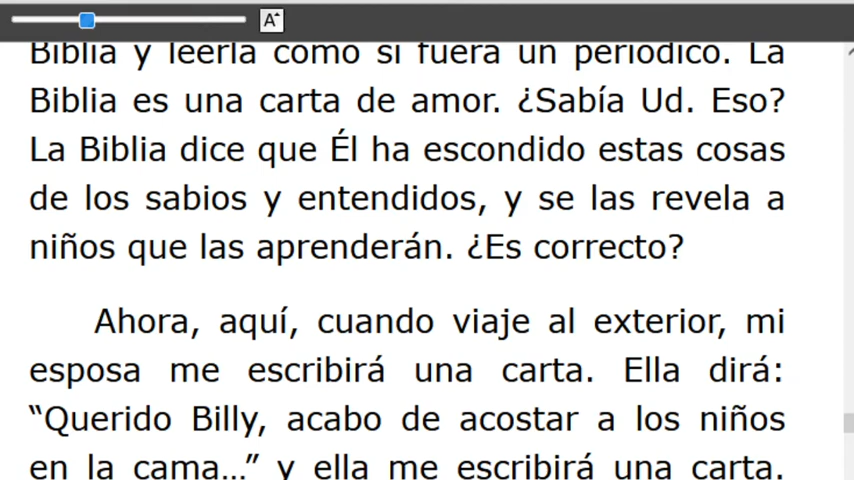 A
Biblia y leerla como si fuera un periódico. La
Biblia es una carta de amor. ¿Sabía Ud. Eso?
La Biblia dice que Él ha escondido estas cosas
de los sabios y entendidos, y se las revela a
niños que las aprenderán. ¿Es correcto?
Ahora, aquí, cuando viaje al exterior, mi
esposa me escribirá una carta. Ella dirá:
“Querido Billy, acabo de acostar a los niños
en la cama…” y ella me escribirá una carta.